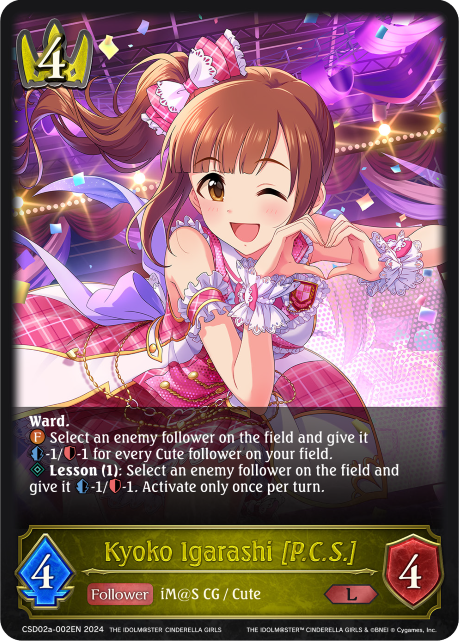 4
Ward.
F Select an enemy follower on the field and give it
-1/-1 for every Cute follower on your field.
Lesson (1): Select an enemy follower on the field and
give it -1/-1. Activate only once per turn.
Kyoko Igarashi [P.C.S.]
4
Follower
iM@S CG / Cute
L
4
CSD02a-002EN 2024
THE IDOLM@STER CINDERELLA GIRLS
THE IDOLM@STER™ CINDERELLA GIRLS & ©BNEI © Cygames, Inc.